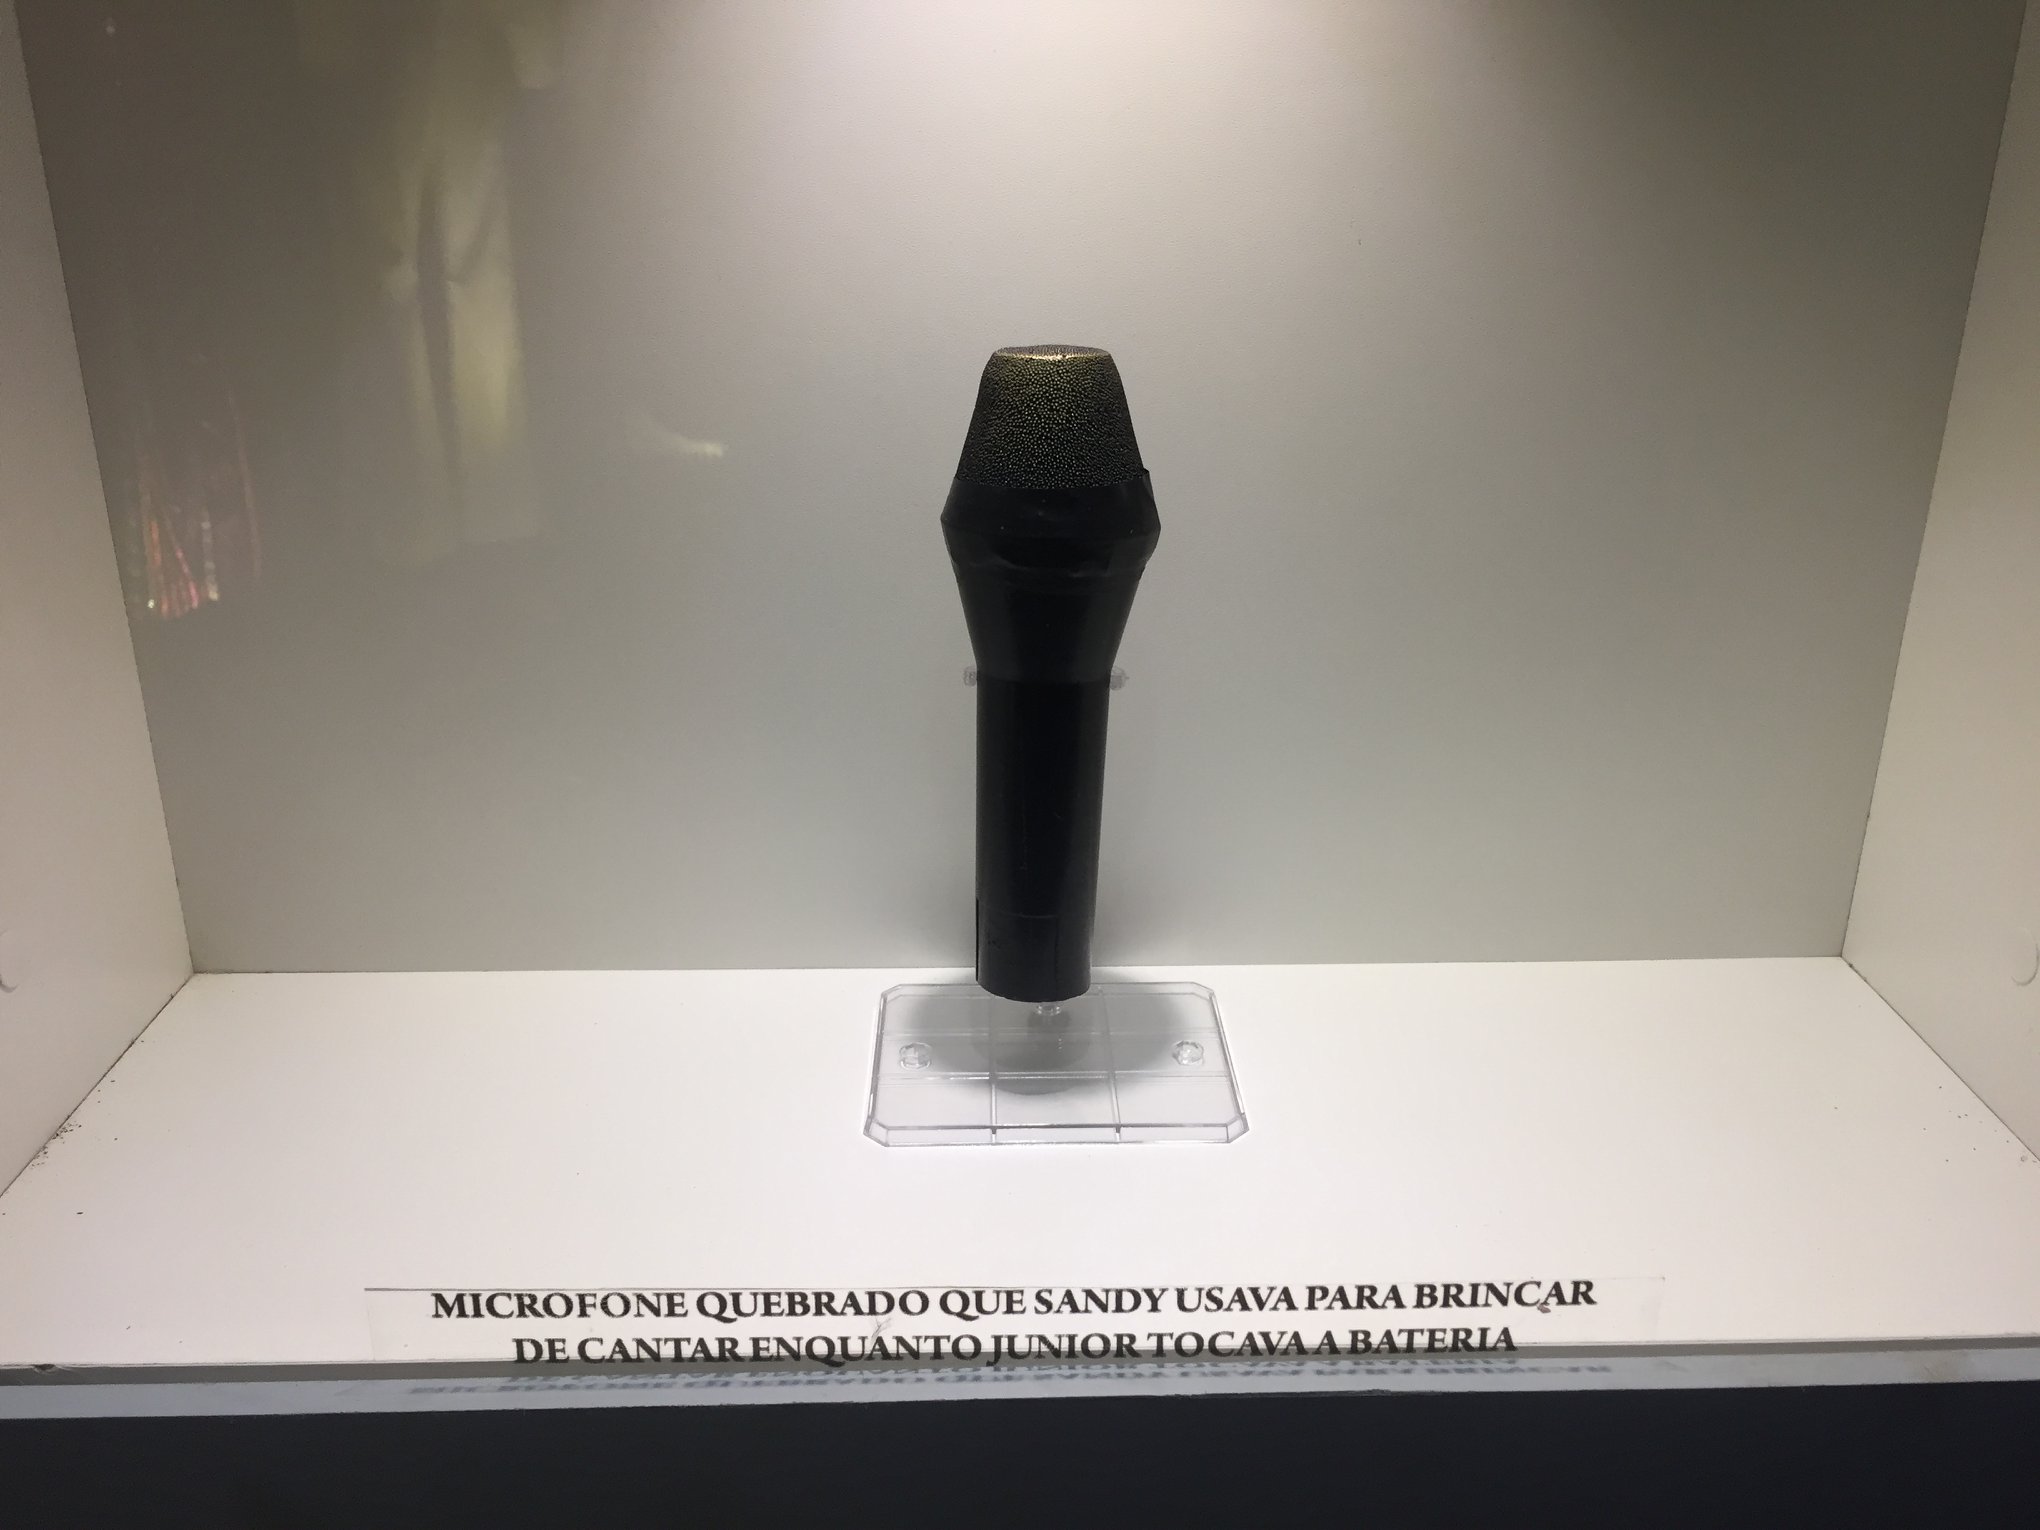 MICROFONE QUEBRADO QUE SANDY USAVA PARA BRINCAR
DE CANTAR ENQUANTO JUNIOR TOCAVA A BATERIA